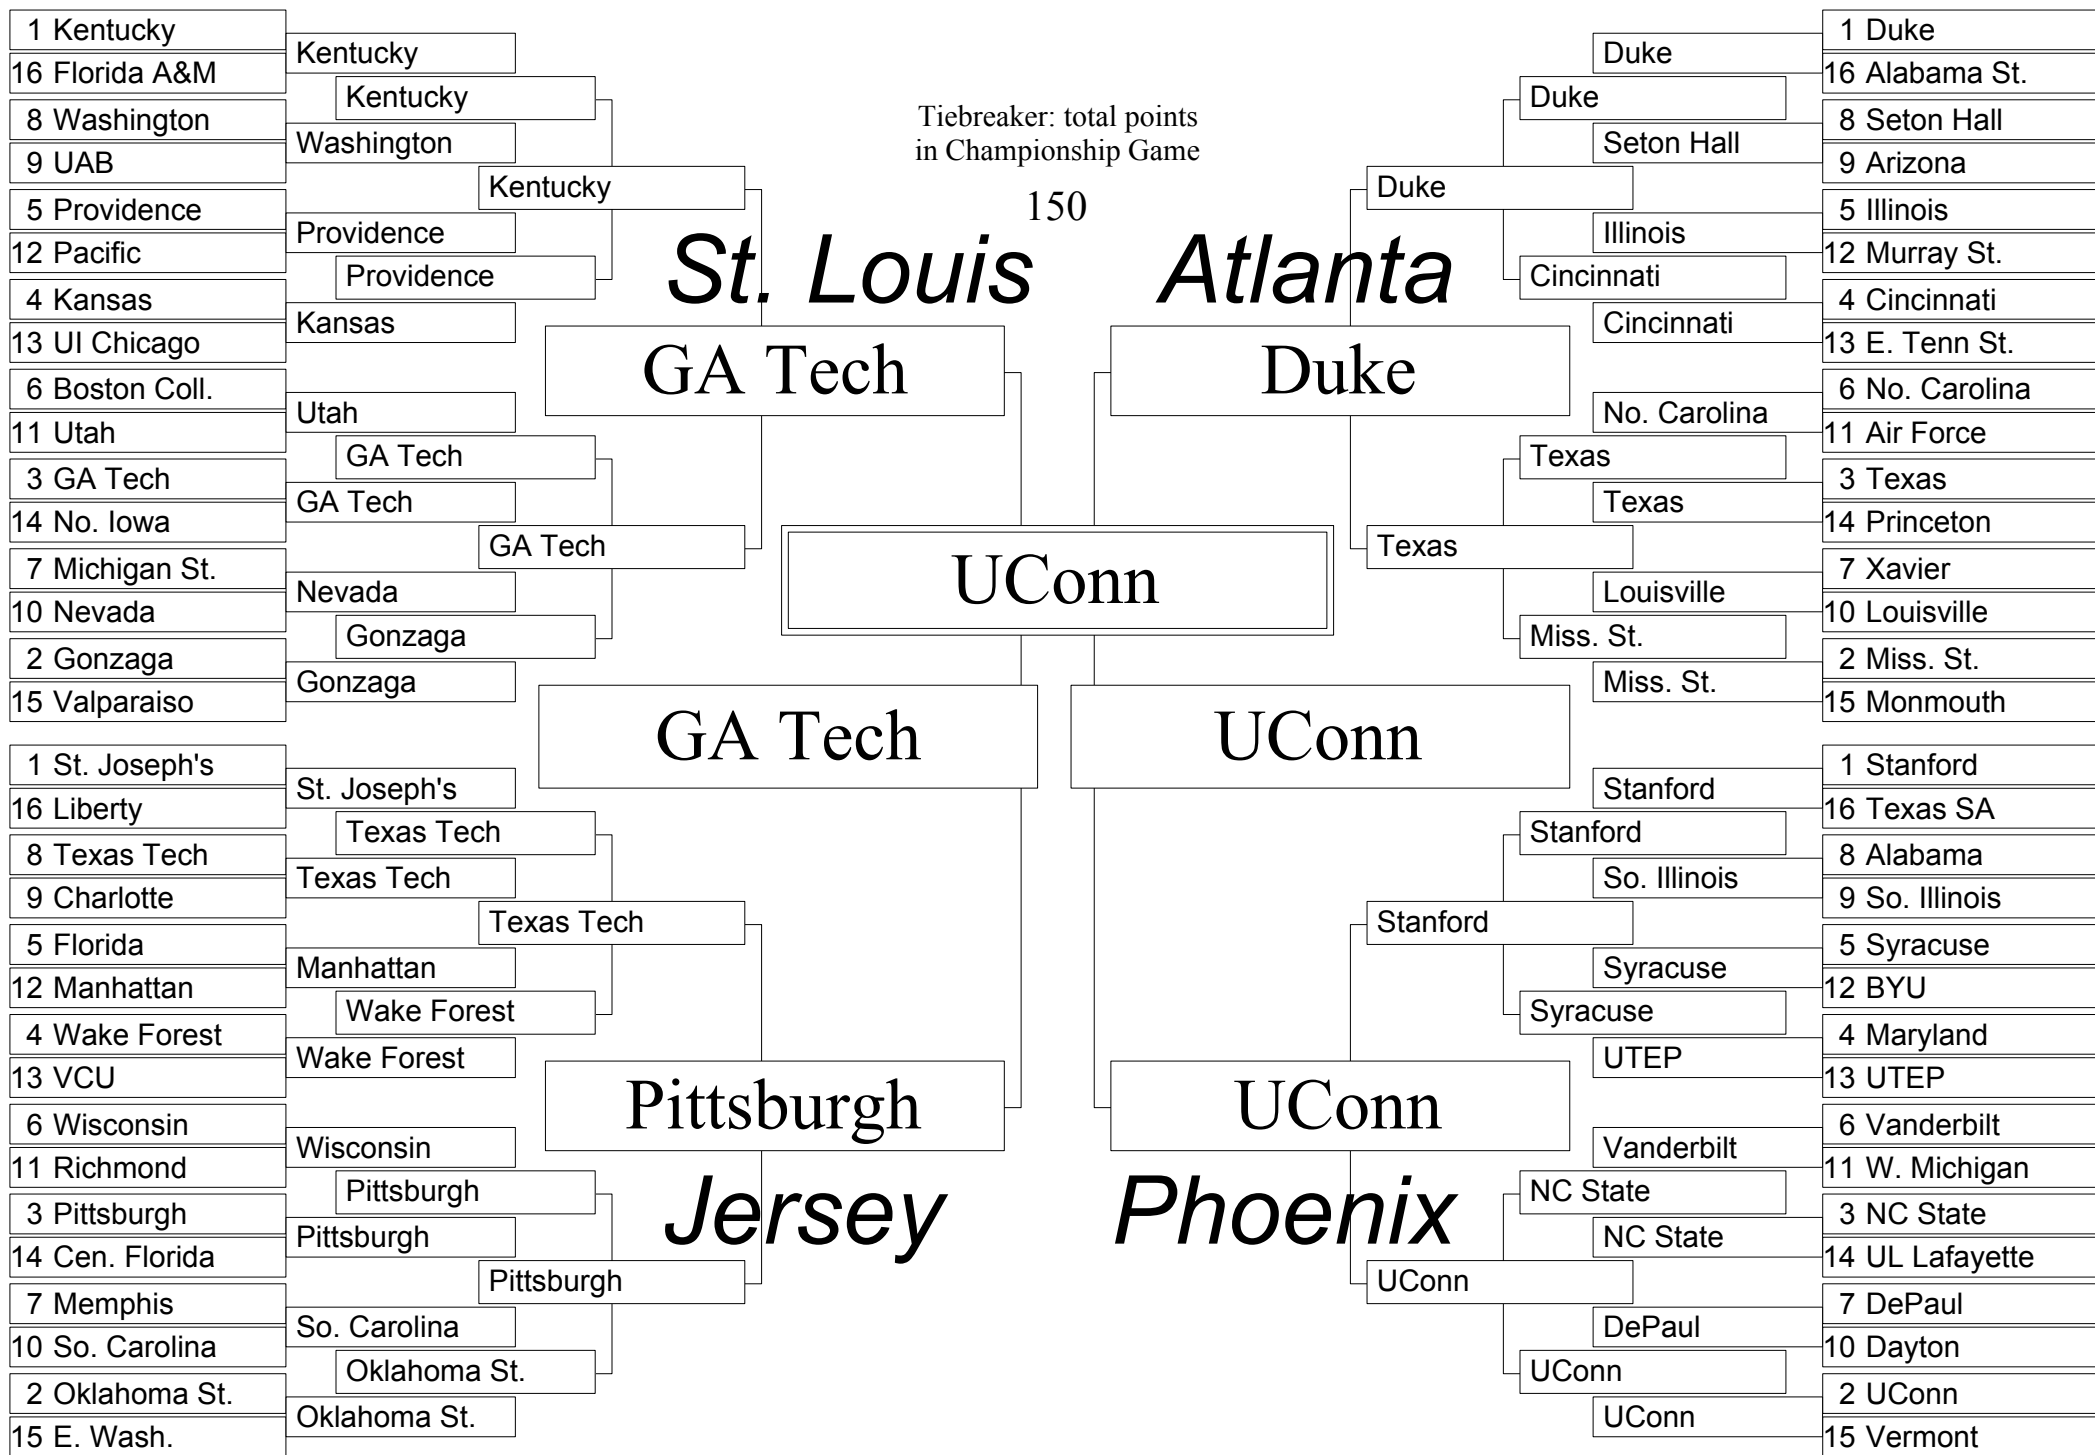 1 Kentucky
16 Florida A&M
8 Washington
9 UAB
5 Providence
12 Pacific
4 Kansas
13 UI Chicago
6 Boston Coll.
11 Utah
3 GA Tech
14 No. Iowa
7 Michigan St.
10 Nevada
2 Gonzaga
15 Valparaiso
Kentucky
Washington
Providence
Kansas
Utah
GA Tech
Nevada
Gonzaga
Kentucky
Providence
GA Tech
Gonzaga
Kentucky
GA Tech
St. Louis
GA Tech
1 St. Joseph's
16 Liberty
8 Texas Tech
9 Charlotte
5 Florida
12 Manhattan
4 Wake Forest
13 VCU
6 Wisconsin
11 Richmond
3 Pittsburgh
14 Cen. Florida
7 Memphis
10 So. Carolina
2 Oklahoma St.
15 E. Wash.
St. Joseph's
Texas Tech
Manhattan
Wake Forest
Wisconsin
Pittsburgh
So. Carolina
Oklahoma St.
Texas Tech
Wake Forest
Pittsburgh
Oklahoma St.
Texas Tech
Pittsburgh
Pittsburgh
Jersey
Tiebreaker: total points
in Championship Game
150
UConn
GA Tech
UConn
Atlanta
Duke
Duke
Texas
Duke
Cincinnati
Texas
Miss. St.
Duke
Seton Hall
Illinois
Cincinnati
No. Carolina
Texas
Louisville
Miss. St.
1 Duke
16 Alabama St.
8 Seton Hall
9 Arizona
5 Illinois
12 Murray St.
4 Cincinnati
13 E. Tenn St.
6 No. Carolina
11 Air Force
3 Texas
14 Princeton
7 Xavier
10 Louisville
2 Miss. St.
15 Monmouth
UConn
Phoenix
Stanford
UConn
Stanford
Syracuse
NC State
UConn
Stanford
So. Illinois
Syracuse
UTEP
Vanderbilt
NC State
DePaul
UConn
1 Stanford
16 Texas SA
8 Alabama
9 So. Illinois
5 Syracuse
12 BYU
4 Maryland
13 UTEP
6 Vanderbilt
11 W. Michigan
3 NC State
14 UL Lafayette
7 DePaul
10 Dayton
2 UConn
15 Vermont